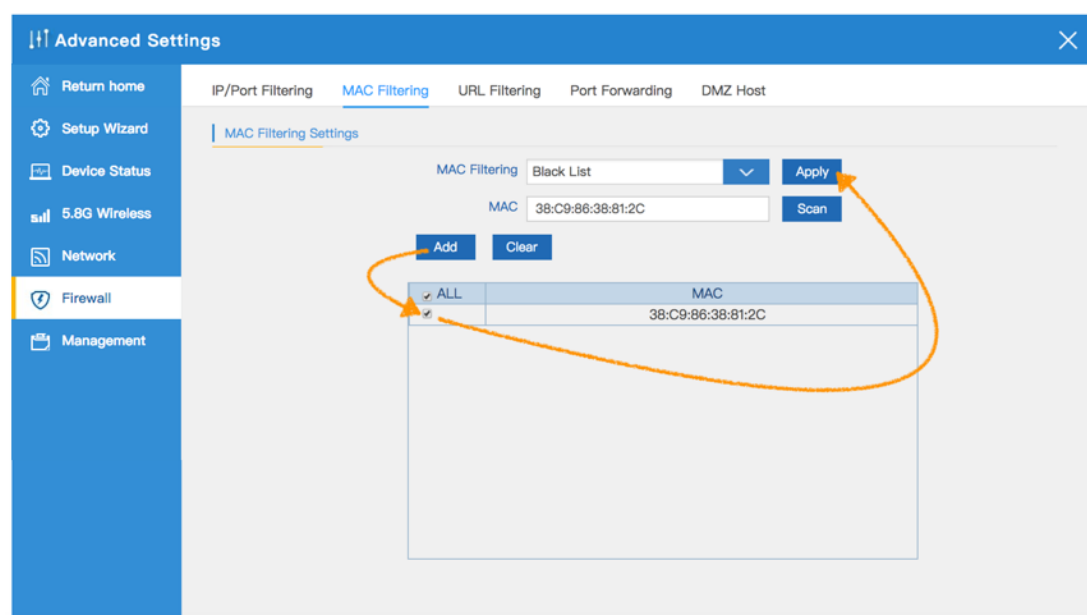 Advanced Settings
Return home
Setup Wizard
Device Status
5.8G Wireless
Network
Firewall
Management
IP/Port Filtering MAC Filtering URL Filtering Port Forwarding DMZ Host
MAC Filtering Settings
MAC Filtering Black List Apply
MAC 38:C9:86:38:81:2C Scan
Add Clear
ALL MAC
38:C9:86:38:81:2C